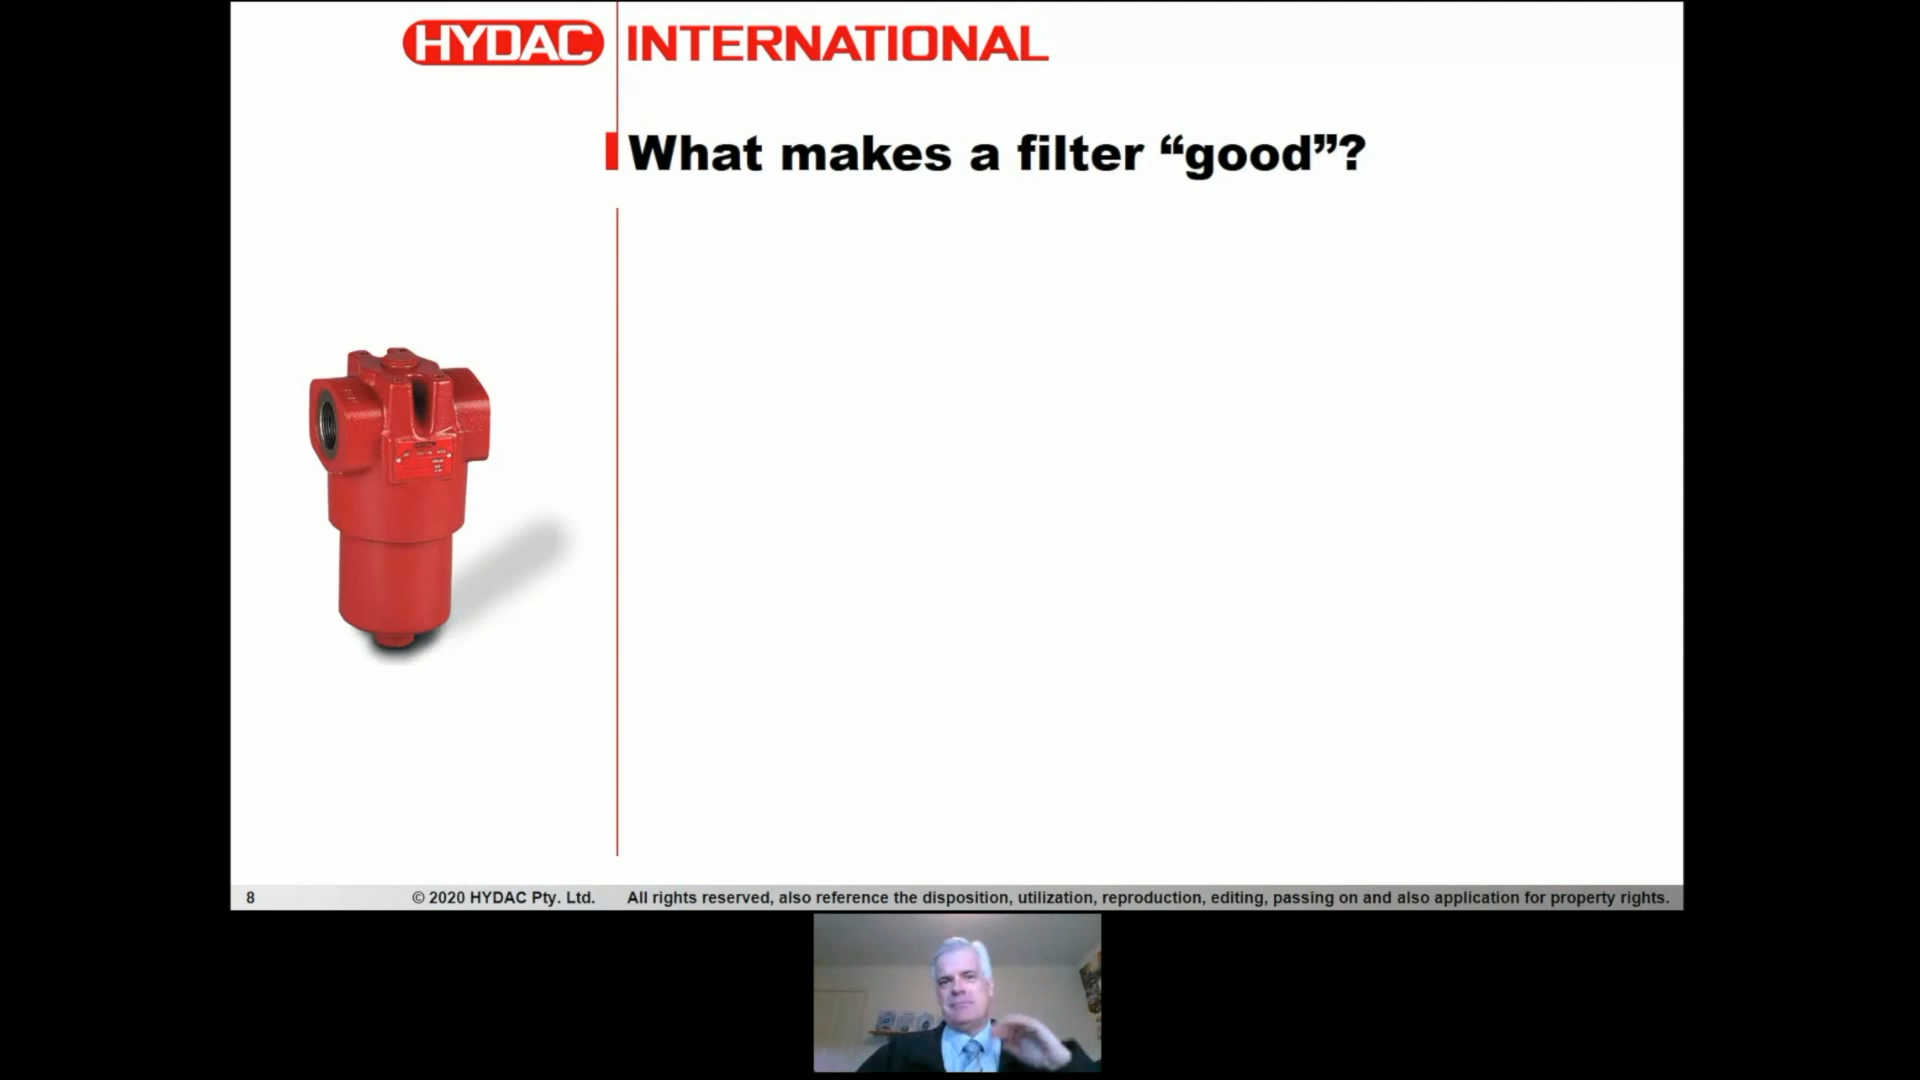 HYDAC INTERNATIONAL
What makes a filter “good”?
8 © 2020 HYDAC Pty. Ltd. All rights reserved, also reference the disposition, utilization, reproduction, editing, passing on and also application for property rights.